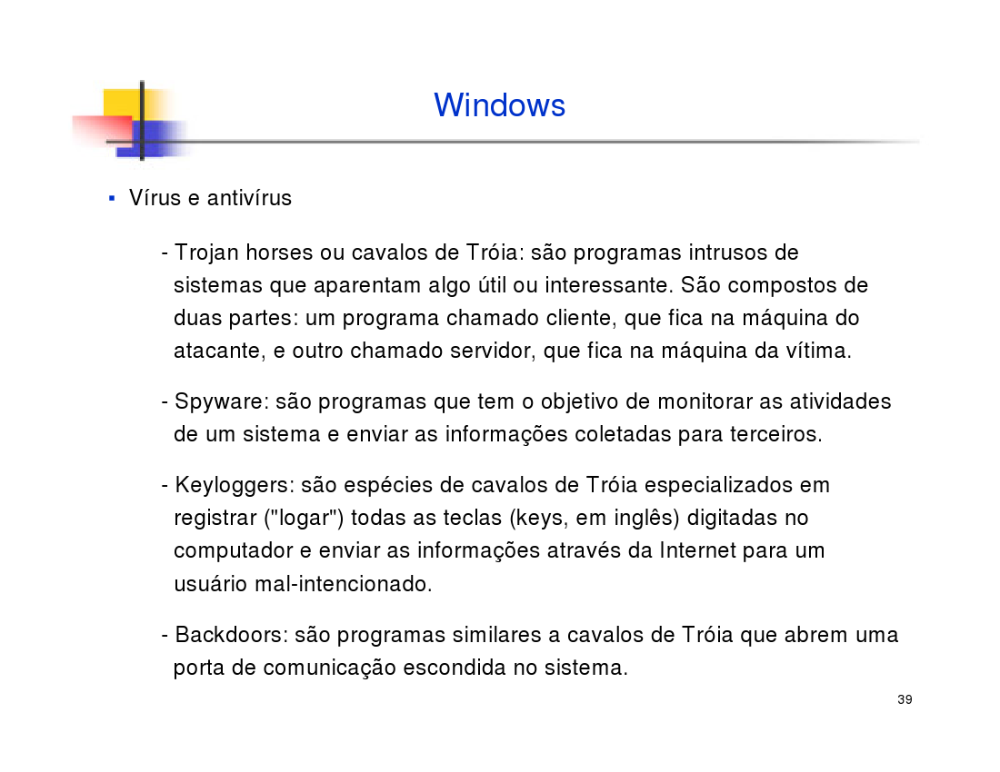 Windows
▪ Vírus e antivírus
- Trojan horses ou cavalos de Tróia: são programas intrusos de
sistemas que aparentam algo útil ou interessante. São compostos de
duas partes: um programa chamado cliente, que fica na máquina do
atacante, e outro chamado servidor, que fica na máquina da vítima.
- Spyware: são programas que tem o objetivo de monitorar as atividades
de um sistema e enviar as informações coletadas para terceiros.
- Keyloggers: são espécies de cavalos de Tróia especializados em
registrar ("logar") todas as teclas (keys, em inglês) digitadas no
computador e enviar as informações através da Internet para um
usuário mal-intencionado.
- Backdoors: são programas similares a cavalos de Tróia que abrem uma
porta de comunicação escondida no sistema.
39